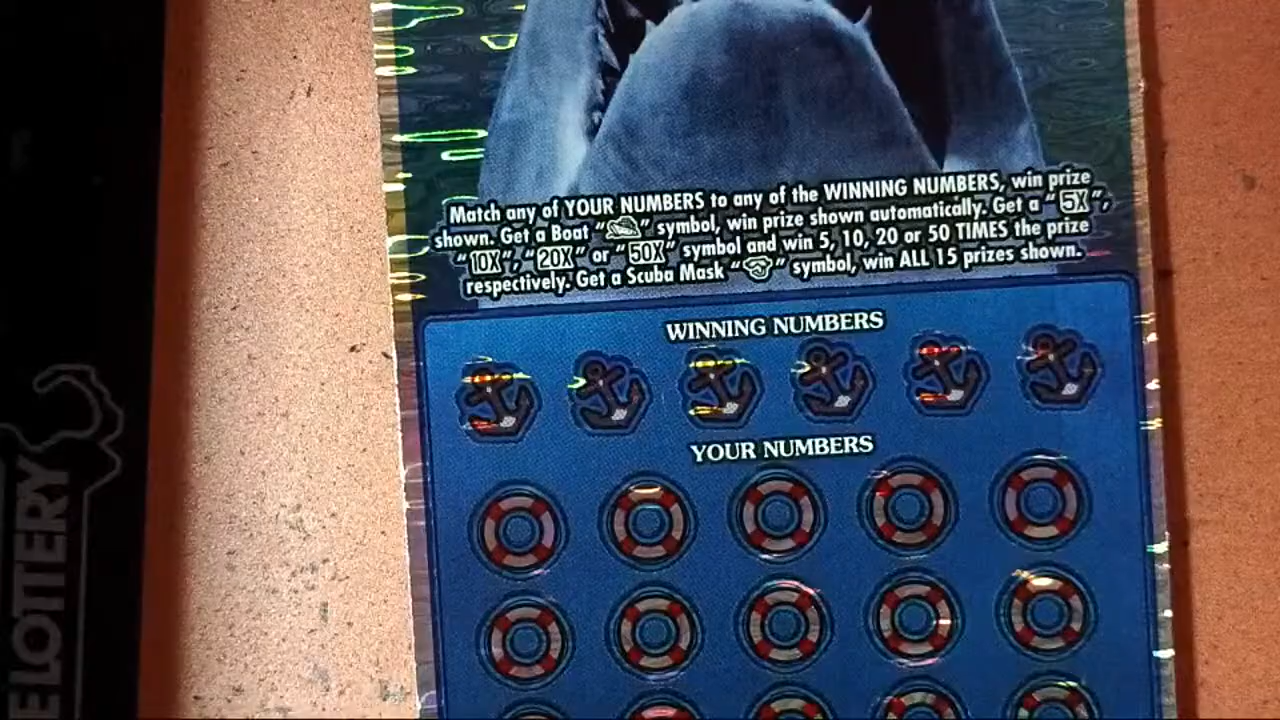 Match any of YOUR NUMBERS to any of the WINNING NUMBERS, win prize
shown. Get a Boat “ ” symbol, win prize shown automatically. Get a “5X”,
“10X”, “20X” or “50X” symbol and win 5, 10, 20 or 50 TIMES the prize
respectively. Get a Scuba Mask “ ” symbol, win ALL 15 prizes shown.
WINNING NUMBERS
YOUR NUMBERS
E LOTTERY